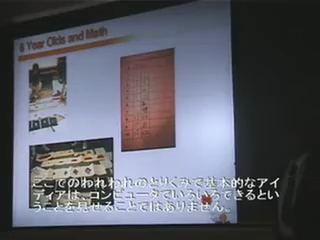 6 Year Olds and Math
ここでのわれわれのとりくみで基本的なアイ
ディアは、コンピュータでいろいろできるとい
うことを見せることではありません。